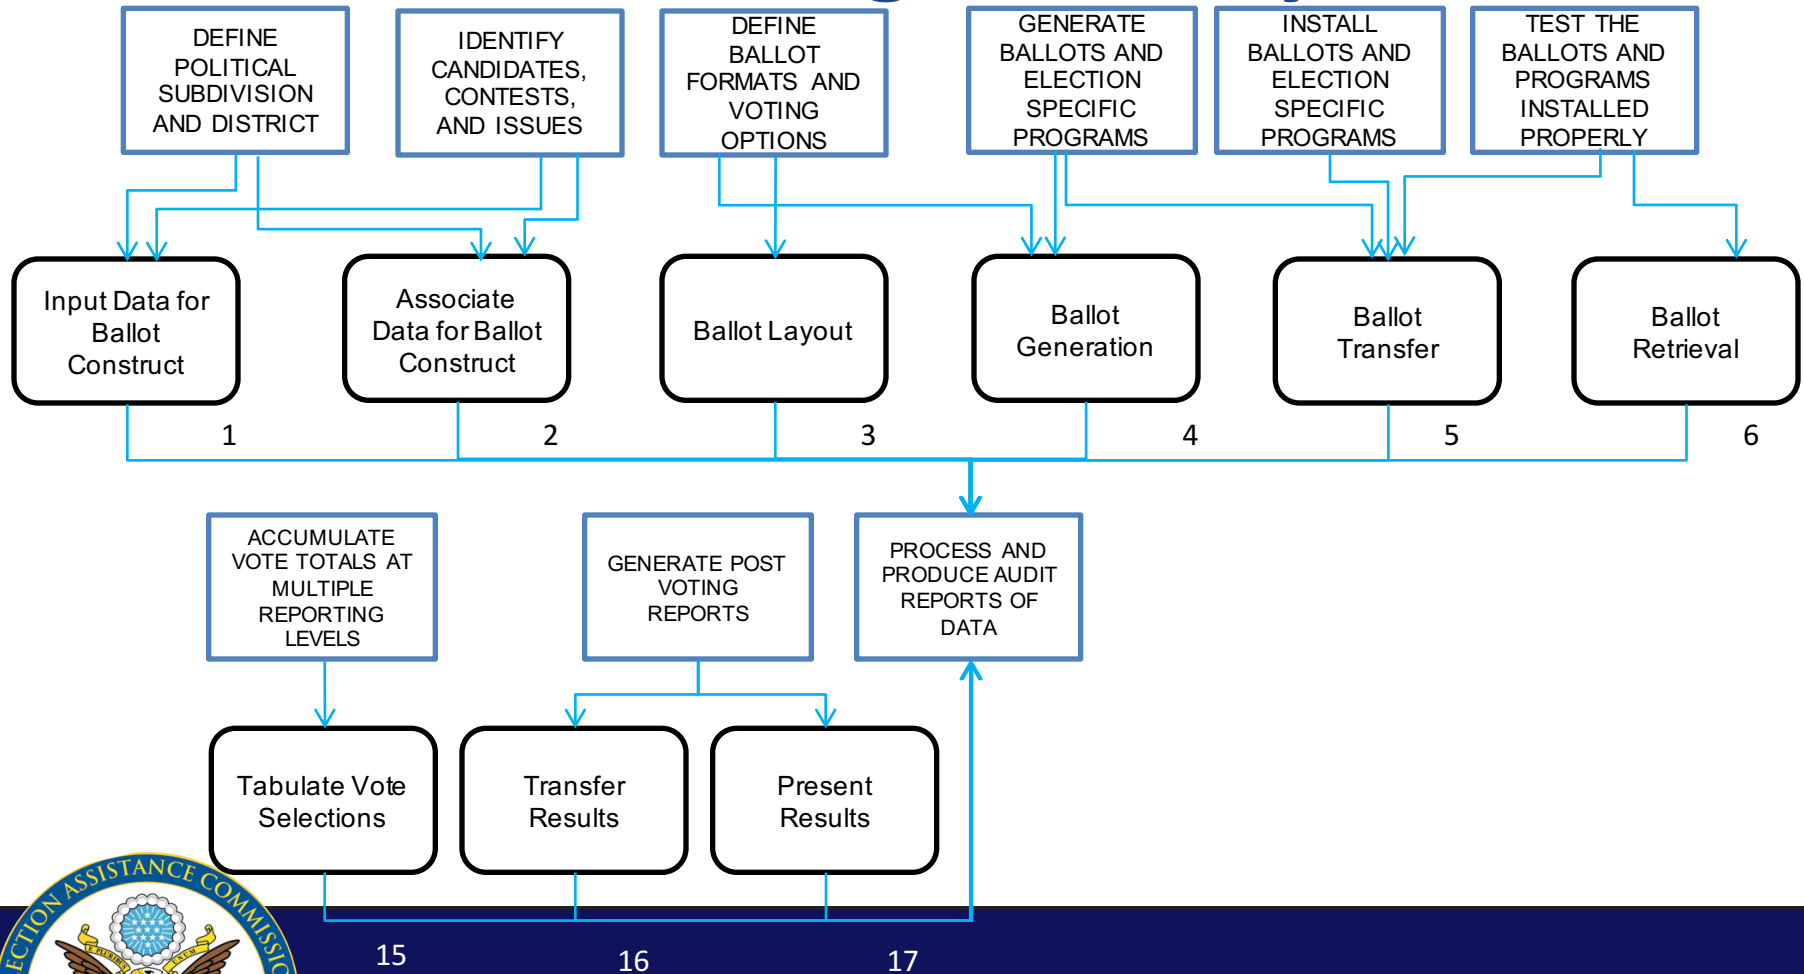 DEFINE
POLITICAL
SUBDIVISION
AND DISTRICT
IDENTIFY
CANDIDATES,
CONTESTS,
AND ISSUES
DEFINE
BALLOT
FORMATS AND
VOTING
OPTIONS
GENERATE
BALLOTS AND
ELECTION
SPECIFIC
PROGRAMS
INSTALL
BALLOTS AND
ELECTION
SPECIFIC
PROGRAMS
TEST THE
BALLOTS AND
PROGRAMS
INSTALLED
PROPERLY
Input Data for
Ballot
Construct
Associate
Data for Ballot
Construct
Ballot Layout
Ballot
Generation
Ballot
Transfer
Ballot
Retrieval
1
2
3
4
5
6
ACCUMULATE
VOTE TOTALS AT
MULTIPLE
REPORTING
LEVELS
GENERATE POST
VOTING
REPORTS
PROCESS AND
PRODUCE AUDIT
REPORTS OF
DATA
Tabulate Vote
Selections
Transfer
Results
Present
Results
15
16
17
ECTION ASSISTANCE COMMISSIO
E PLURIBUS UNUM